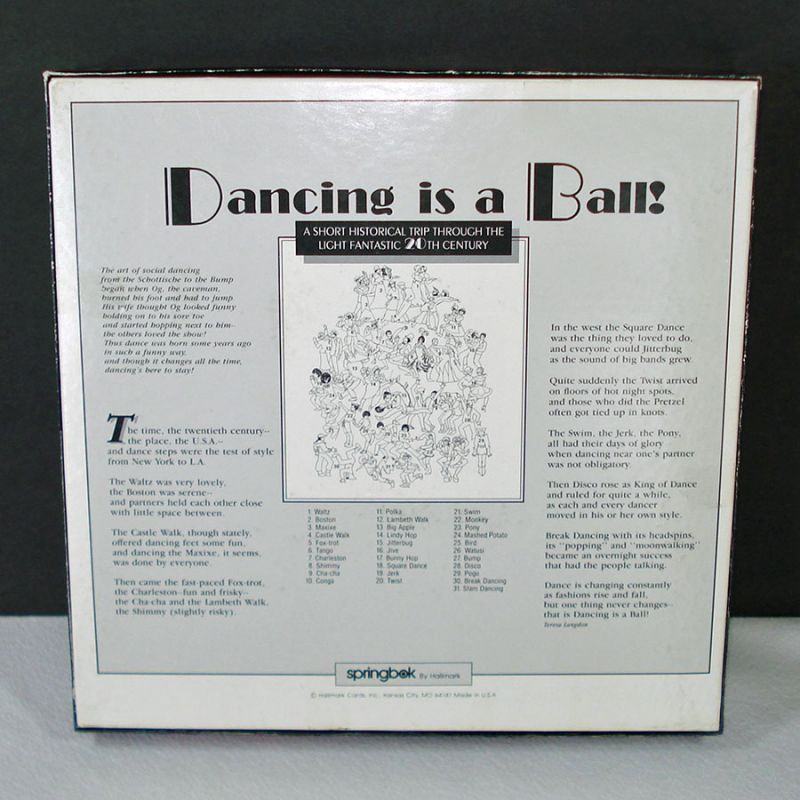 Dancing is a Ball!
A SHORT HISTORICAL TRIP THROUGH THE
LIGHT FANTASTIC 20TH CENTURY
The art of social dancing
from the Schottische to the Bump
began when Og, the caveman,
burned his foot and had to jump.
His wife thought Og looked funny
holding on to his sore toe
and started hopping next to him--
the others loved the show!
Thus dance was born some years ago
in such a funny way,
and though it changes all the time,
dancing's here to stay!
The time, the twentieth century--
the place, the U.S.A.--
and dance steps were the test of style
from New York to L.A.
The Waltz was very lovely,
the Boston was serene--
and partners held each other close
with little space between.
The Castle Walk, though stately,
offered dancing feet some fun,
and dancing the Maxixe, it seems,
was done by everyone.
Then came the fast-paced Fox-trot,
the Charleston--fun and frisky--
the Cha-cha and the Lambeth Walk,
the Shimmy (slightly risky).
1. Waltz
2. Boston
3. Maxixe
4. Castle Walk
5. Fox-trot
6. Tango
7. Charleston
8. Shimmy
9. Cha-cha
10. Conga
11. Polka
12. Lambeth Walk
13. Big Apple
14. Lindy Hop
15. Jitterbug
16. Jive
17. Bunny Hop
18. Square Dance
19. Jerk
20. Twist
21. Swim
22. Monkey
23. Pony
24. Mashed Potato
25. Bird
26. Watusi
27. Bump
28. Disco
29. Pogo
30. Break Dancing
31. Slam Dancing
In the west the Square Dance
was the thing they loved to do,
and everyone could Jitterbug
as the sound of big bands grew.
Quite suddenly the Twist arrived
on floors of hot night spots,
and those who did the Pretzel
often got tied up in knots.
The Swim, the Jerk, the Pony,
all had their days of glory
when dancing near one's partner
was not obligatory.
Then Disco rose as King of Dance
and ruled for quite a while,
as each and every dancer
moved in his or her own style.
Break Dancing with its headspins,
its "popping" and "moonwalking"
became an overnight success
that had the people talking.
Dance is changing constantly
as fashions rise and fall,
but one thing never changes--
that is Dancing is a Ball!
Teresa Langdon
springbok By Hallmark
© Hallmark Cards, Inc., Kansas City, MO 64141 Made in U.S.A.